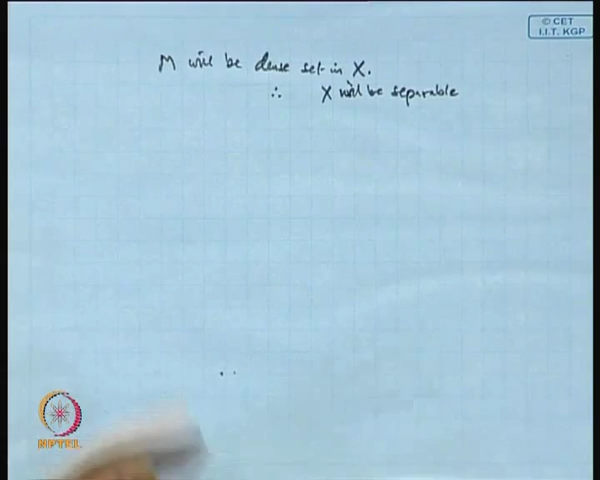 © CET
I.I.T. KGP
M will be dense set in X.
∴ X will be separable
NPTEL